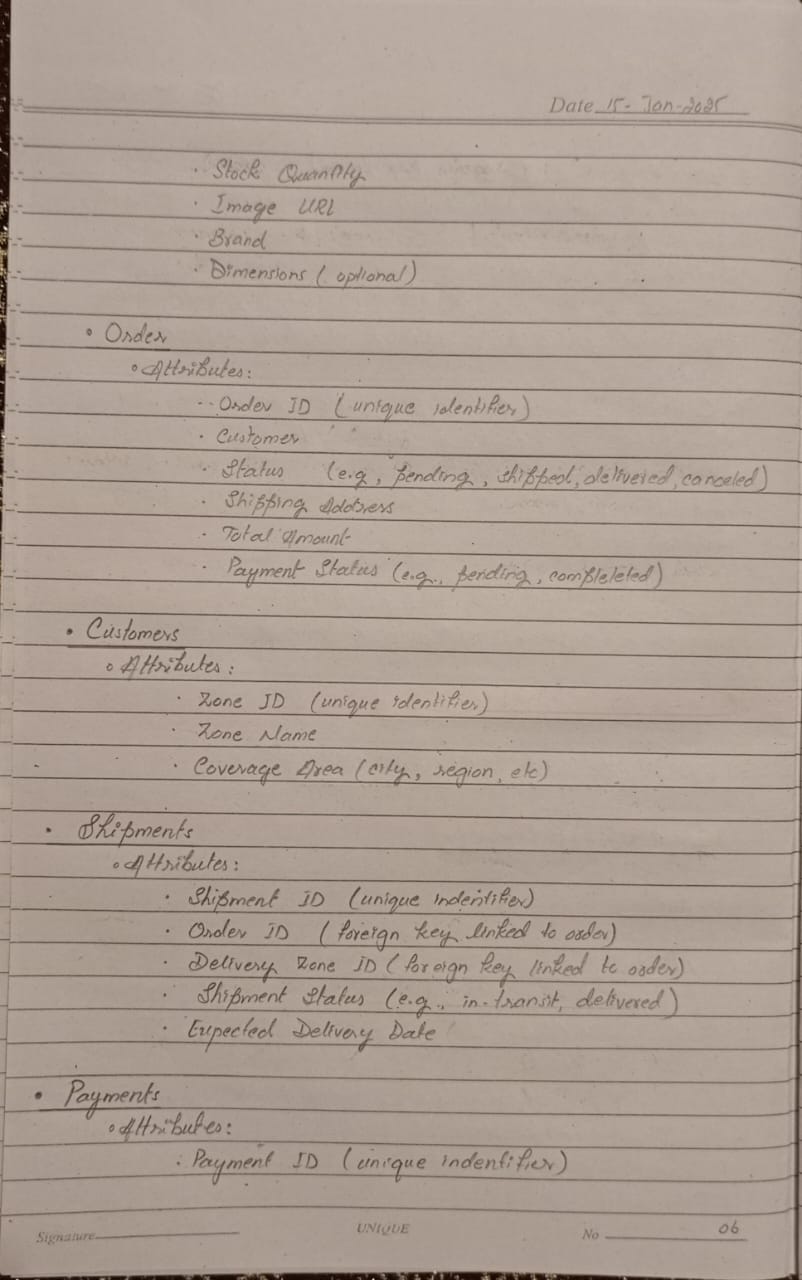 Date 15-Jan-2025
· Stock Quantity
· Image URL
· Brand
· Dimensions (optional)
• Order
◦ Attributes:
-- Order ID (unique identifier)
· Customer
· Status (e.g, pending, shipped, delivered, canceled)
· Shipping Address
· Total Amount
· Payment Status (e.g., pending, compleleted)
• Customers
◦ Attributes:
· Zone ID (unique identifier)
· Zone Name
· Coverage Area (city, region, etc)
• Shipments
◦ Attributes:
· Shipment ID (unique indentifier)
· Order ID (foreign key linked to order)
· Delivery Zone ID (foreign key linked to order)
· Shipment Status (e.g., in-transit, delivered)
· Expected Delivery Date
• Payments
◦ Attributes:
· Payment ID (unique indentifier)
Signature
UNIQUE
No 06